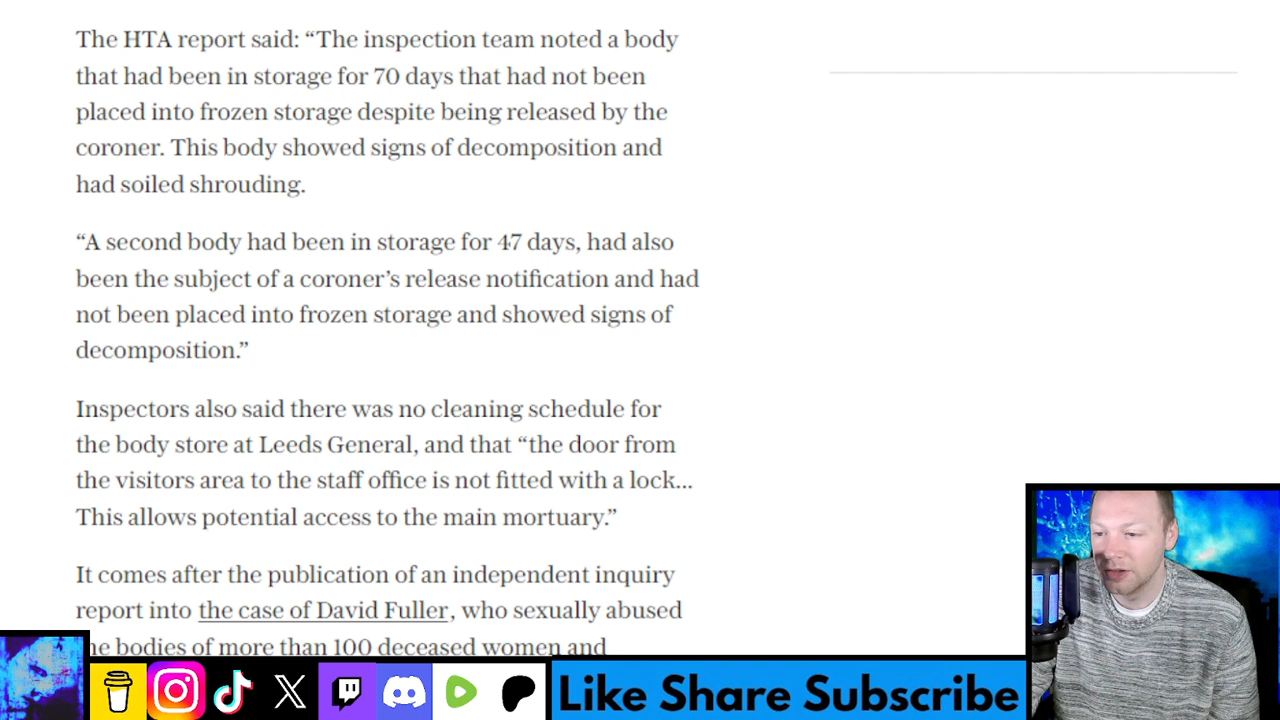 The HTA report said: “The inspection team noted a body
that had been in storage for 70 days that had not been
placed into frozen storage despite being released by the
coroner. This body showed signs of decomposition and
had soiled shrouding.
“A second body had been in storage for 47 days, had also
been the subject of a coroner’s release notification and had
not been placed into frozen storage and showed signs of
decomposition.”
Inspectors also said there was no cleaning schedule for
the body store at Leeds General, and that “the door from
the visitors area to the staff office is not fitted with a lock...
This allows potential access to the main mortuary.”
It comes after the publication of an independent inquiry
report into the case of David Fuller, who sexually abused
the bodies of more than 100 deceased women and
Like Share Subscribe